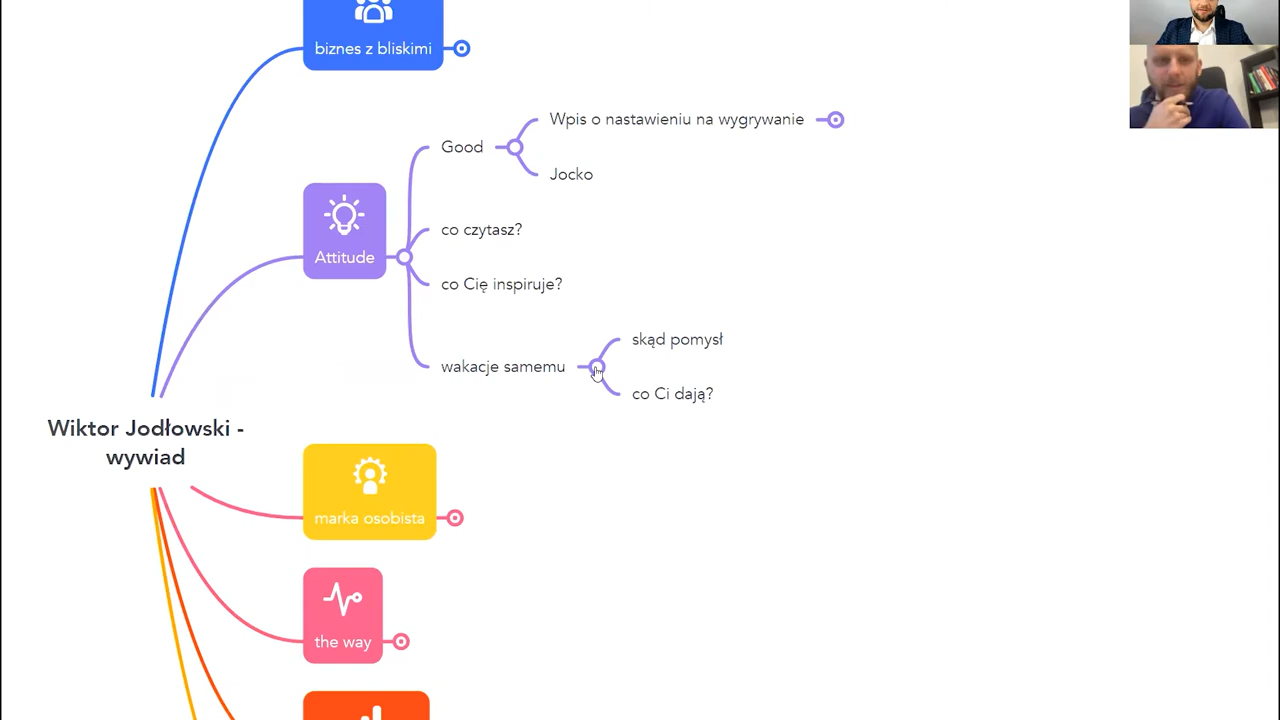 biznes z bliskimi
Wpis o nastawieniu na wygrywanie
Good
Jocko
co czytasz?
Attitude
co Cię inspiruje?
skąd pomysł
wakacje samemu
co Ci dają?
Wiktor Jodłowski -
wywiad
marka osobista
the way